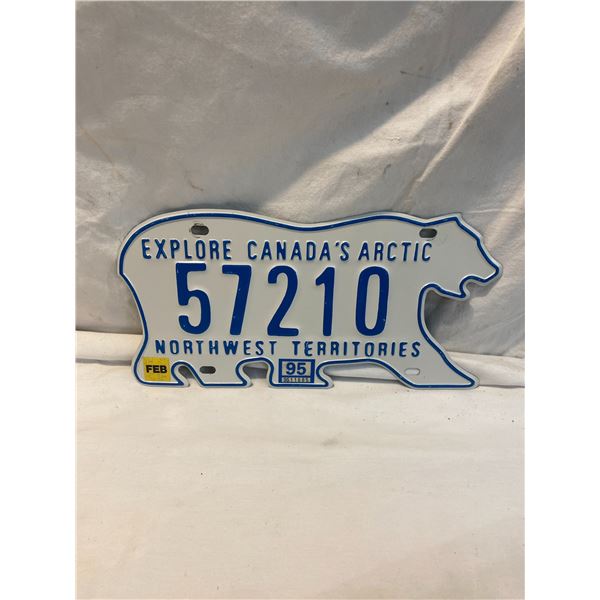 EXPLORE CANADA'S ARCTIC
57210
NORTHWEST TERRITORIES
FEB
95